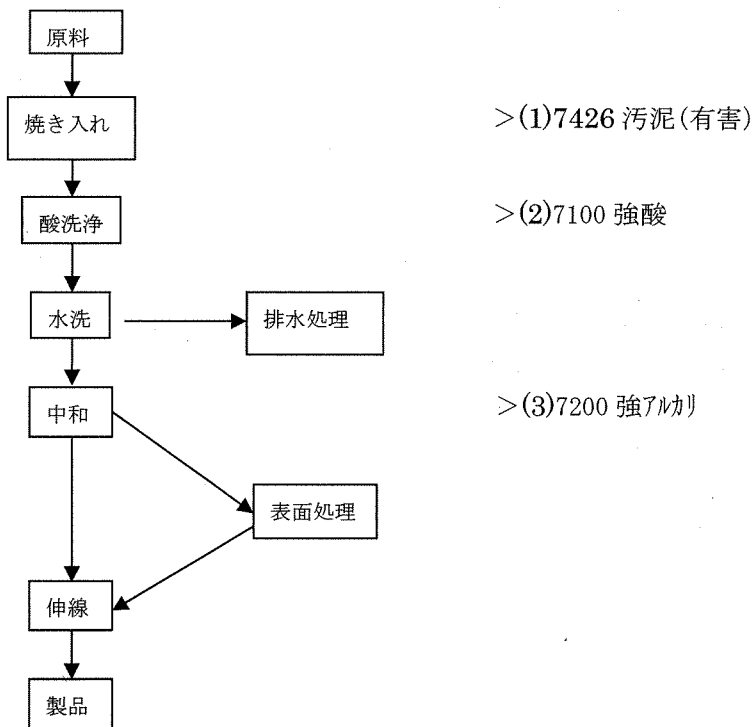 原料
焼き入れ
>(1)7426 汚泥(有害)
酸洗浄
>(2)7100 強酸
水洗
排水処理
中和
>(3)7200 強ｱﾙｶﾘ
表面処理
伸線
製品